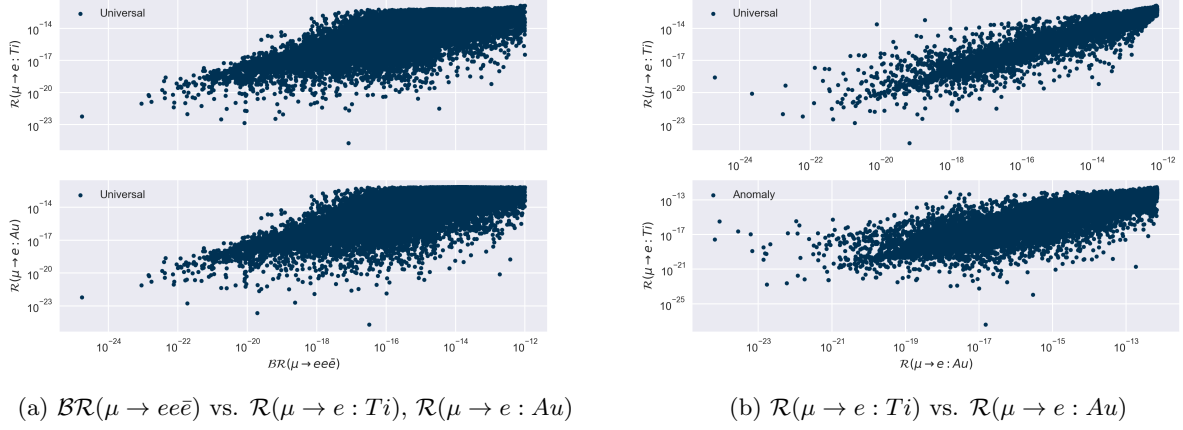 Universal
10⁻¹⁴
10⁻¹⁷
10⁻²⁰
10⁻²³
ℛ(μ → e : Ti)
Universal
10⁻¹⁴
10⁻¹⁷
10⁻²⁰
10⁻²³
ℛ(μ → e : Au)
10⁻²⁴ 10⁻²² 10⁻²⁰ 10⁻¹⁸ 10⁻¹⁶ 10⁻¹⁴ 10⁻¹²
ℬℛ(μ → eeē)
(a) ℬℛ(μ → eeē) vs. ℛ(μ → e : Ti), ℛ(μ → e : Au)
Universal
10⁻¹⁴
10⁻¹⁷
10⁻²⁰
10⁻²³
ℛ(μ → e : Ti)
10⁻²⁴ 10⁻²² 10⁻²⁰ 10⁻¹⁸ 10⁻¹⁶ 10⁻¹⁴ 10⁻¹²
Anomaly
10⁻¹³
10⁻¹⁷
10⁻²¹
10⁻²⁵
ℛ(μ → e : Ti)
10⁻²³ 10⁻²¹ 10⁻¹⁹ 10⁻¹⁷ 10⁻¹⁵ 10⁻¹³
ℛ(μ → e : Au)
(b) ℛ(μ → e : Ti) vs. ℛ(μ → e : Au)